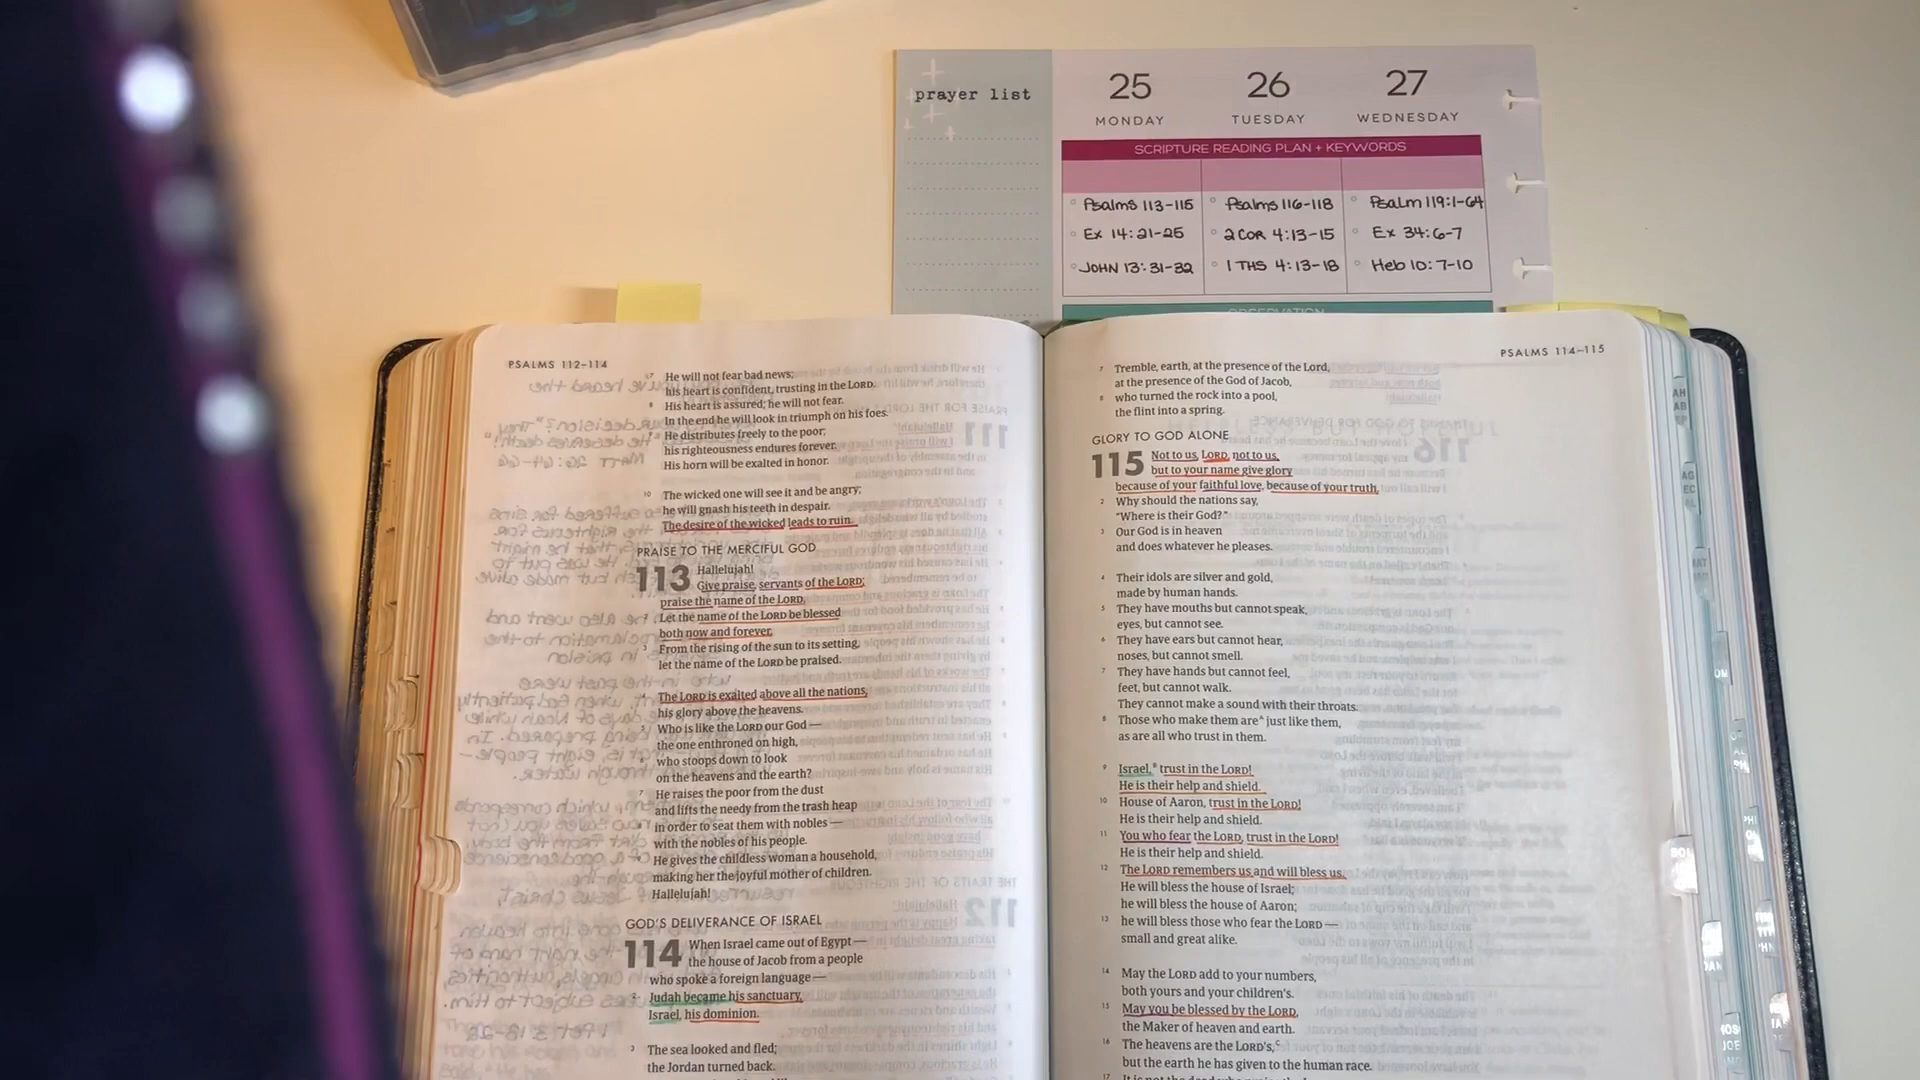 prayer list
25 26 27
MONDAY TUESDAY WEDNESDAY
SCRIPTURE READING PLAN + KEYWORDS
Psalms 113-115 Psalms 116-118 Psalm 119:1-64
Ex 14:21-25 2 COR 4:13-15 Ex 34:6-7
JOHN 13:31-32 1 THS 4:13-18 Heb 10:7-10
OBSERVATION
PSALMS 112–114
He will not fear bad news;
his heart is confident, trusting in the LORD.
8 His heart is assured; he will not fear.
In the end he will look in triumph on his foes.
He distributes freely to the poor;
his righteousness endures forever.
His horn will be exalted in honor.
10 The wicked one will see it and be angry;
he will gnash his teeth in despair.
The desire of the wicked leads to ruin.
PRAISE TO THE MERCIFUL GOD
113 Hallelujah!
Give praise, servants of the LORD;
praise the name of the LORD.
Let the name of the LORD be blessed
both now and forever.
3 From the rising of the sun to its setting,
let the name of the LORD be praised.
4 The LORD is exalted above all the nations,
his glory above the heavens.
5 Who is like the LORD our God —
the one enthroned on high,
who stoops down to look
on the heavens and the earth?
7 He raises the poor from the dust
and lifts the needy from the trash heap
in order to seat them with nobles —
with the nobles of his people.
9 He gives the childless woman a household,
making her the joyful mother of children.
Hallelujah!
GOD'S DELIVERANCE OF ISRAEL
114 When Israel came out of Egypt —
the house of Jacob from a people
who spoke a foreign language —
2 Judah became his sanctuary,
Israel, his dominion.
3 The sea looked and fled;
the Jordan turned back.
PSALMS 114–115
7 Tremble, earth, at the presence of the Lord,
at the presence of the God of Jacob,
8 who turned the rock into a pool,
the flint into a spring.
GLORY TO GOD ALONE
115 Not to us, LORD, not to us,
but to your name give glory
because of your faithful love, because of your truth.
2 Why should the nations say,
"Where is their God?"
3 Our God is in heaven
and does whatever he pleases.
4 Their idols are silver and gold,
made by human hands.
5 They have mouths but cannot speak,
eyes, but cannot see.
6 They have ears but cannot hear,
noses, but cannot smell.
7 They have hands but cannot feel,
feet, but cannot walk.
They cannot make a sound with their throats.
8 Those who make them are^A just like them,
as are all who trust in them.
9 Israel,^B trust in the LORD!
He is their help and shield.
10 House of Aaron, trust in the LORD!
He is their help and shield.
11 You who fear the LORD, trust in the LORD!
He is their help and shield.
12 The LORD remembers us and will bless us.
He will bless the house of Israel;
he will bless the house of Aaron;
13 he will bless those who fear the LORD —
small and great alike.
14 May the LORD add to your numbers,
both yours and your children's.
15 May you be blessed by the LORD,
the Maker of heaven and earth.
16 The heavens are the LORD's,^C
but the earth he has given to the human race.
17